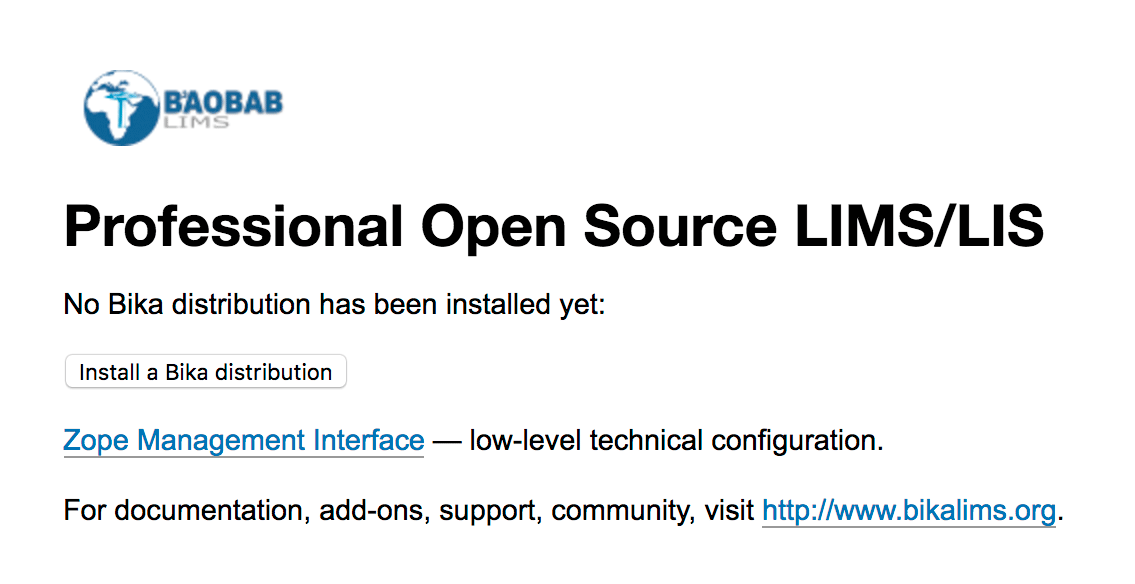 BAOBAB
LIMS
Professional Open Source LIMS/LIS
No Bika distribution has been installed yet:
Install a Bika distribution
Zope Management Interface — low-level technical configuration.
For documentation, add-ons, support, community, visit http://www.bikalims.org.